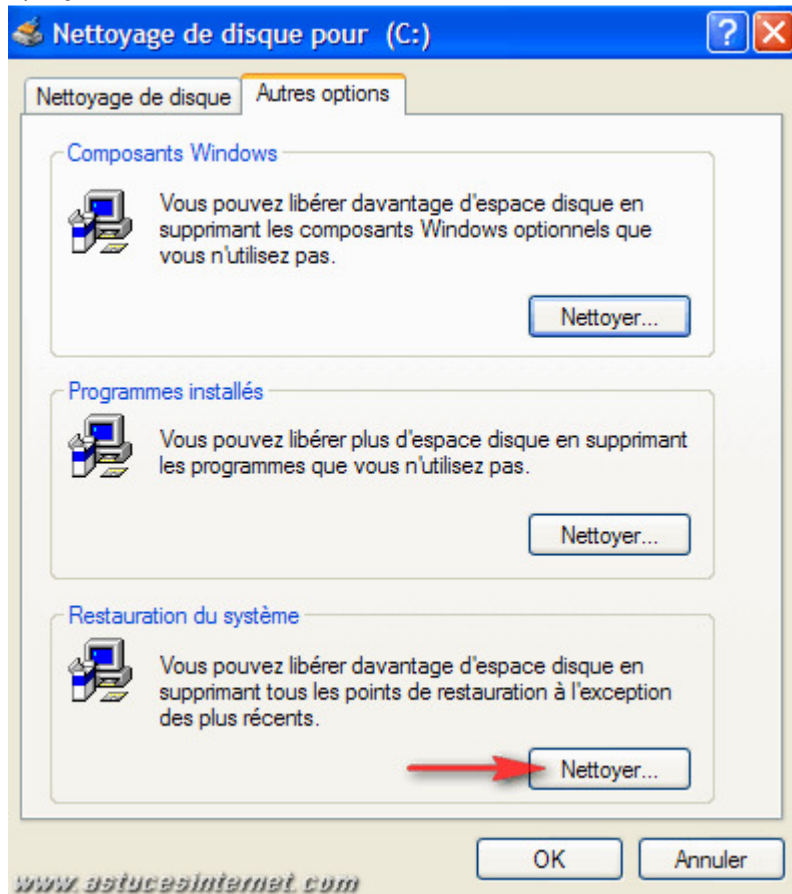 Nettoyage de disque pour (C:)
Nettoyage de disque
Autres options
Composants Windows
Vous pouvez libérer davantage d'espace disque en
supprimant les composants Windows optionnels que
vous n'utilisez pas.
Nettoyer...
Programmes installés
Vous pouvez libérer plus d'espace disque en supprimant
les programmes que vous n'utilisez pas.
Nettoyer...
Restauration du système
Vous pouvez libérer davantage d'espace disque en
supprimant tous les points de restauration à l'exception
des plus récents.
Nettoyer...
OK
Annuler
www.astucesinternet.com